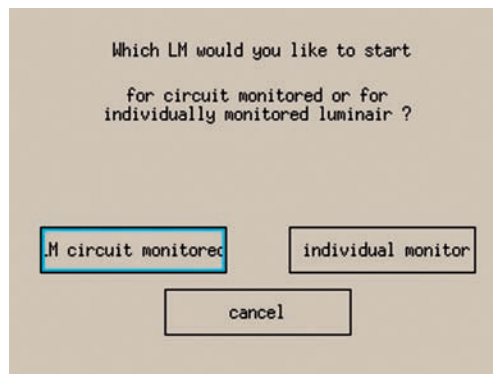 Which LM would you like to start
for circuit monitored or for
individually monitored luminair ?
.M circuit monitored
individual monitor
cancel